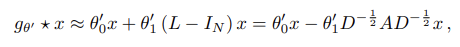 g_{θ′} ⋆ x ≈ θ′_0 x + θ′_1 (L − I_N) x = θ′_0 x − θ′_1 D^{−1/2} A D^{−1/2} x ,